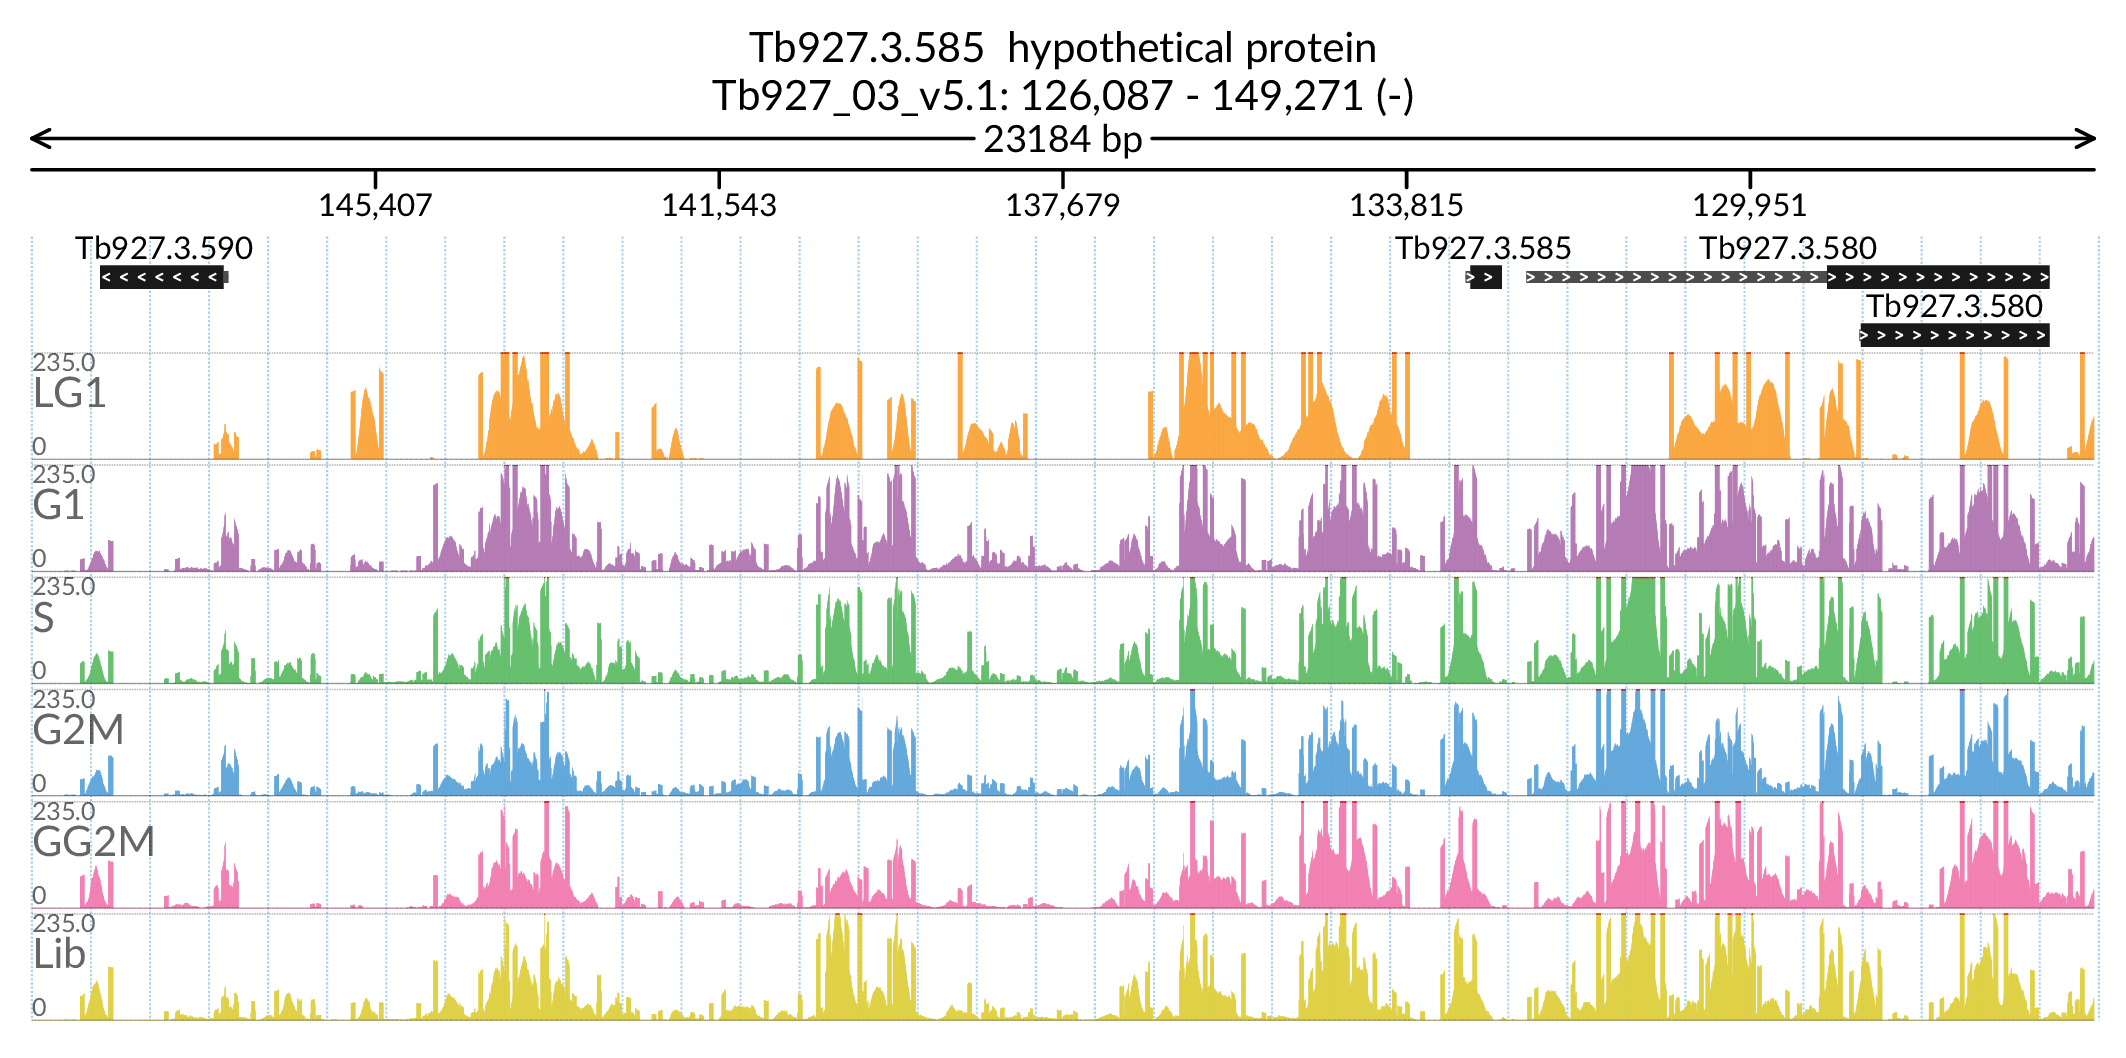 Tb927.3.585 hypothetical protein
Tb927_03_v5.1: 126,087 - 149,271 (-)
23184 bp
145,407 141,543 137,679 133,815 129,951
Tb927.3.590 Tb927.3.585 Tb927.3.580
Tb927.3.580
235.0
LG1
0
235.0
G1
0
235.0
S
0
235.0
G2M
0
235.0
GG2M
0
235.0
Lib
0